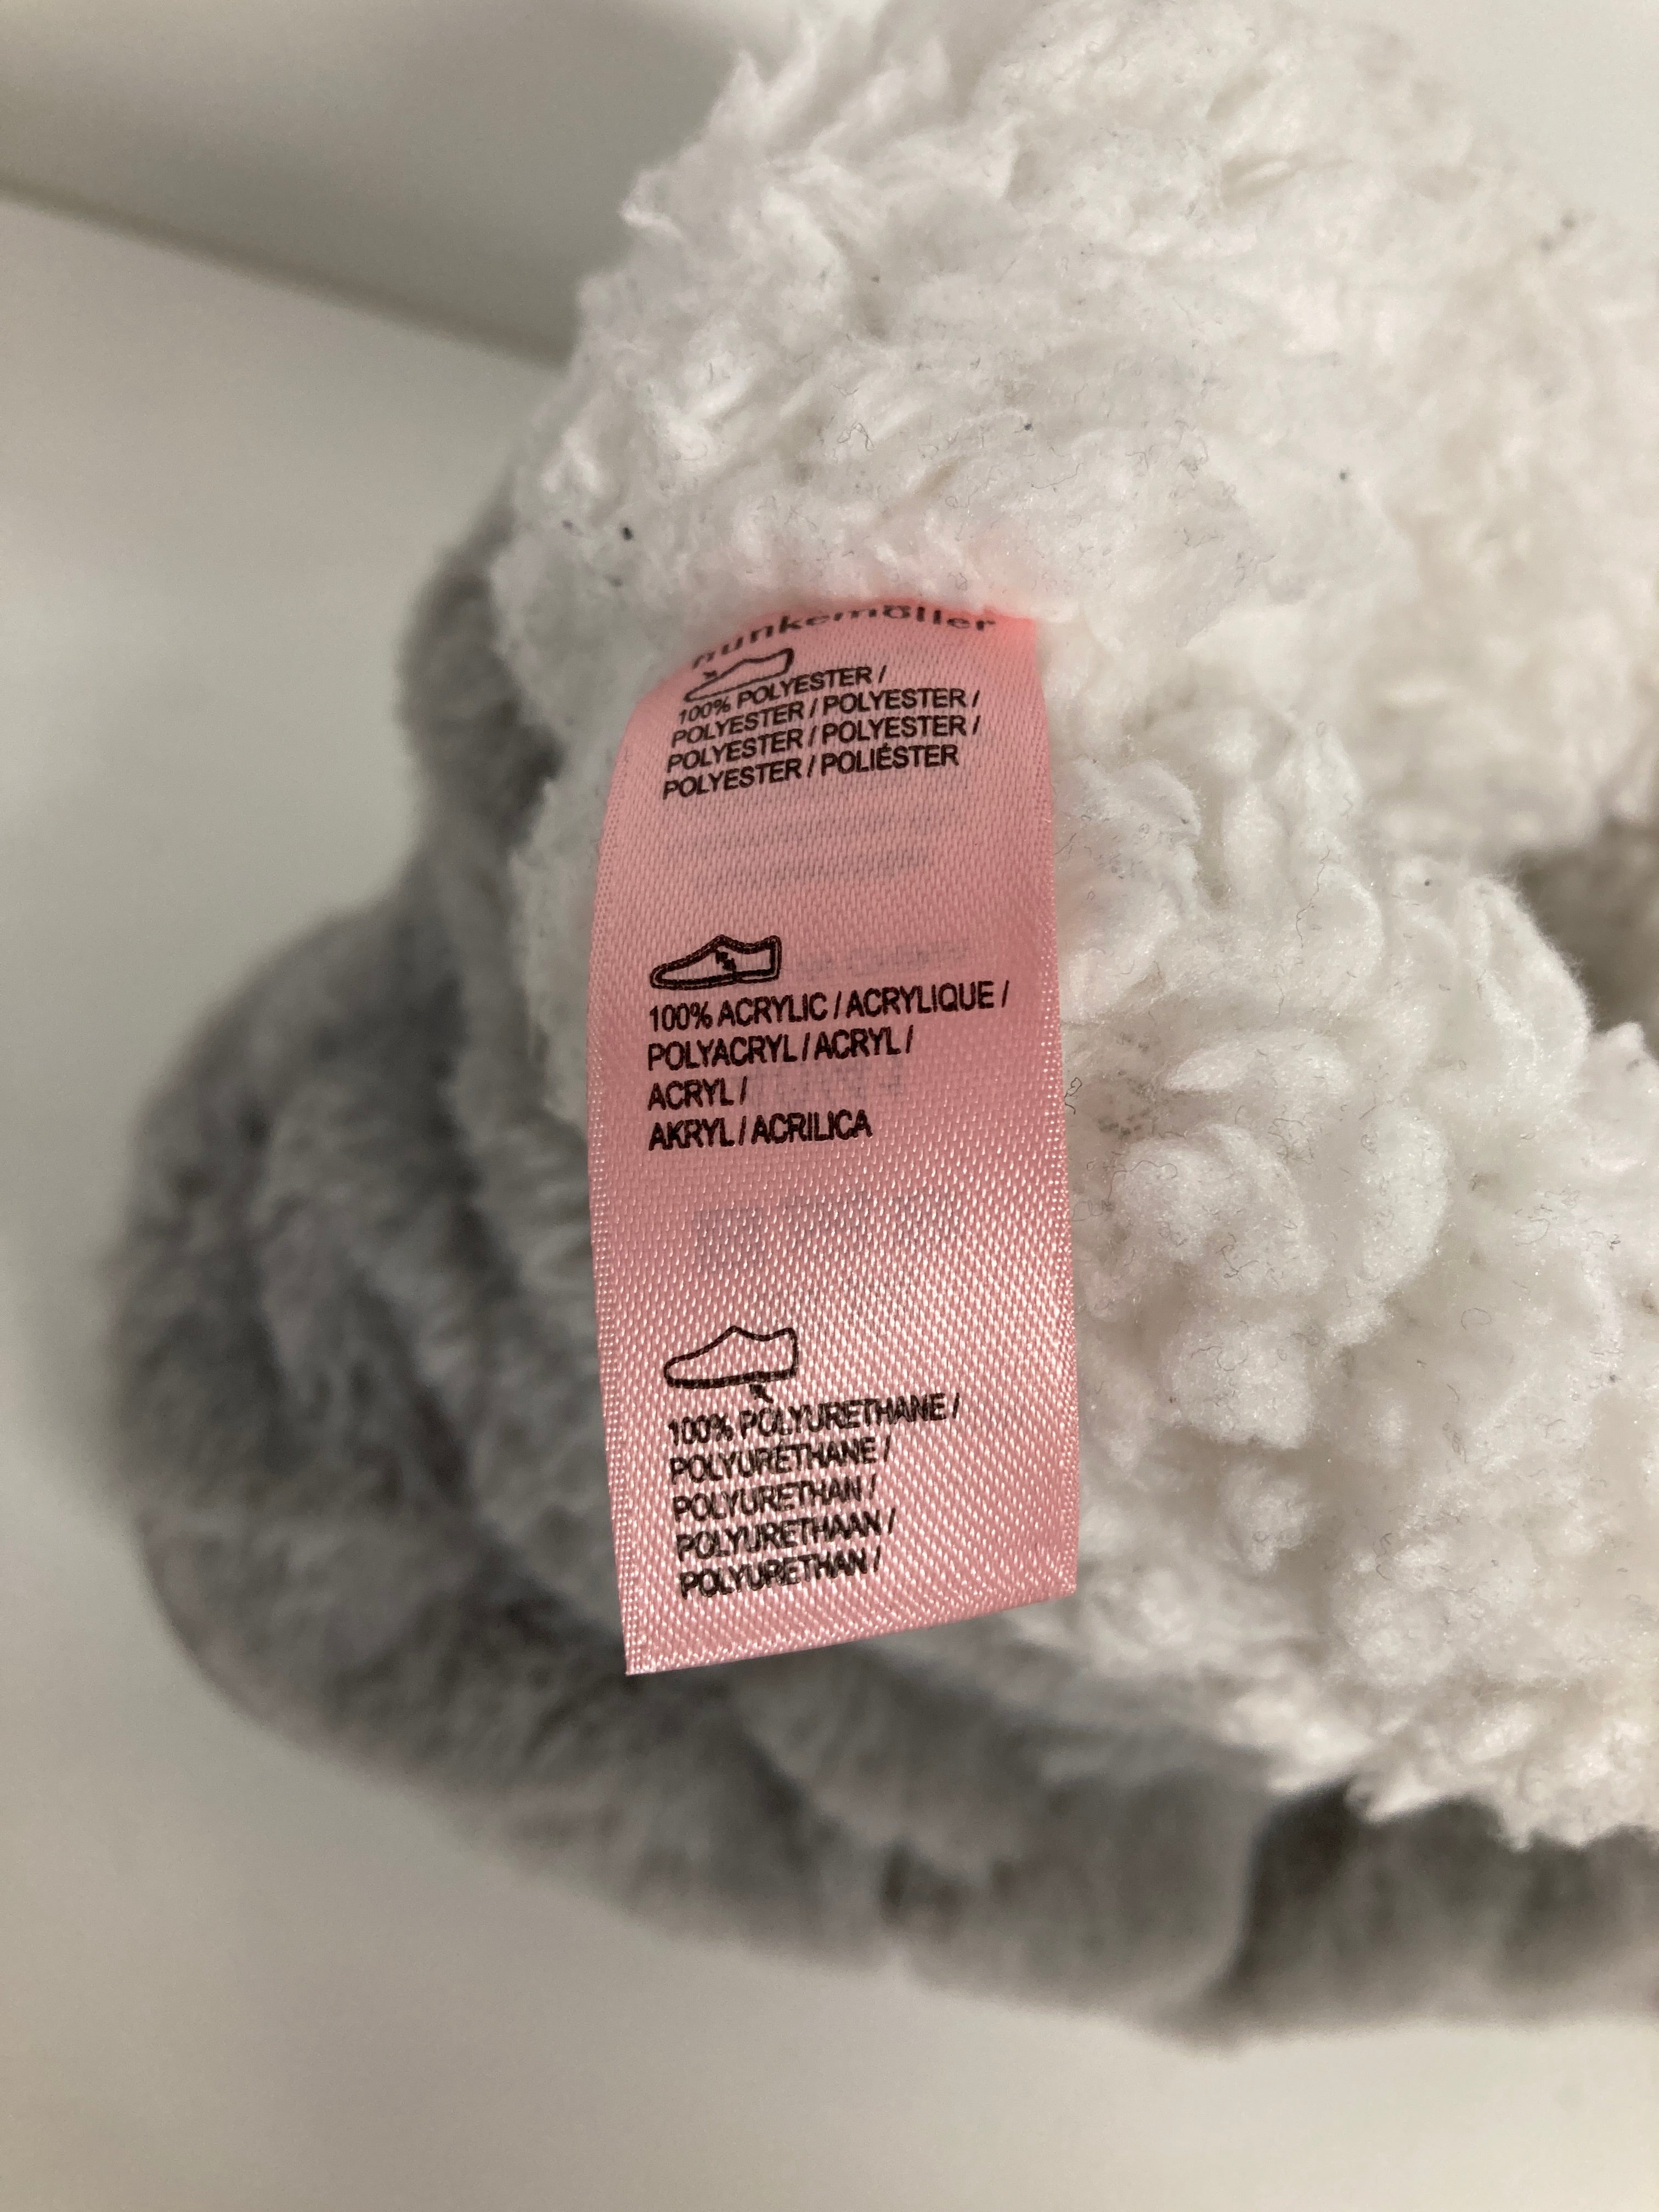 hunkemöller
100% POLYESTER /
POLYESTER / POLYESTER /
POLYESTER / POLYESTER /
POLYESTER / POLIÉSTER
100% ACRYLIC / ACRYLIQUE /
POLYACRYL / ACRYL /
ACRYL /
AKRYL / ACRILICA
100% POLYURETHANE /
POLYURÉTHANE /
POLYURETHAN /
POLYURETHAAN /
POLYURETHAN /